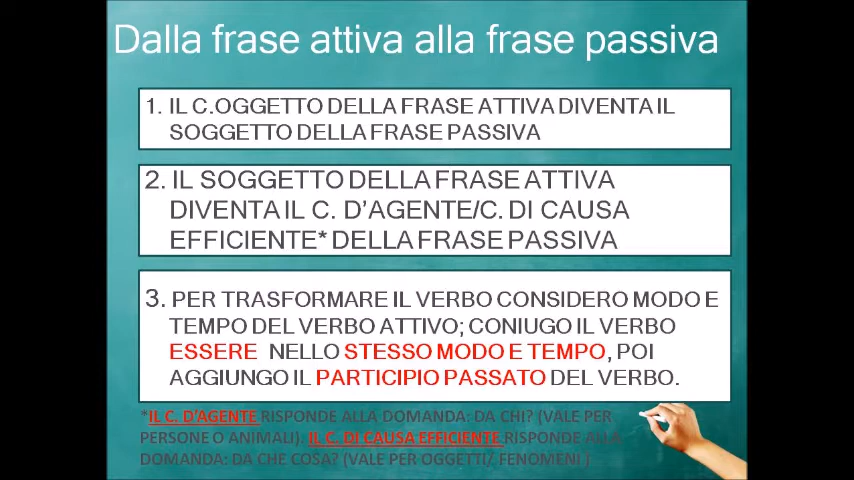 Dalla frase attiva alla frase passiva
1. IL C.OGGETTO DELLA FRASE ATTIVA DIVENTA IL
SOGGETTO DELLA FRASE PASSIVA
2. IL SOGGETTO DELLA FRASE ATTIVA
DIVENTA IL C. D'AGENTE/C. DI CAUSA
EFFICIENTE* DELLA FRASE PASSIVA
3. PER TRASFORMARE IL VERBO CONSIDERO MODO E
TEMPO DEL VERBO ATTIVO; CONIUGO IL VERBO
ESSERE NELLO STESSO MODO E TEMPO, POI
AGGIUNGO IL PARTICIPIO PASSATO DEL VERBO.
*IL C. D'AGENTE RISPONDE ALLA DOMANDA: DA CHI? (VALE PER
PERSONE O ANIMALI). IL C. DI CAUSA EFFICIENTE RISPONDE ALLA
DOMANDA: DA CHE COSA? (VALE PER OGGETTI/ FENOMENI )